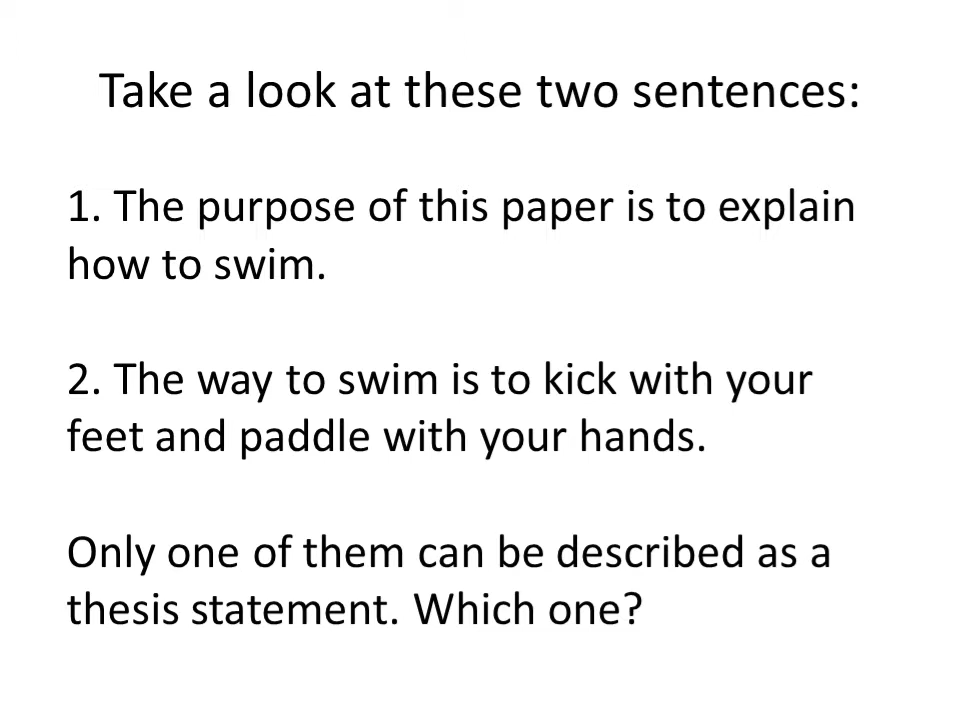 Take a look at these two sentences:
1. The purpose of this paper is to explain
how to swim.
2. The way to swim is to kick with your
feet and paddle with your hands.
Only one of them can be described as a
thesis statement. Which one?